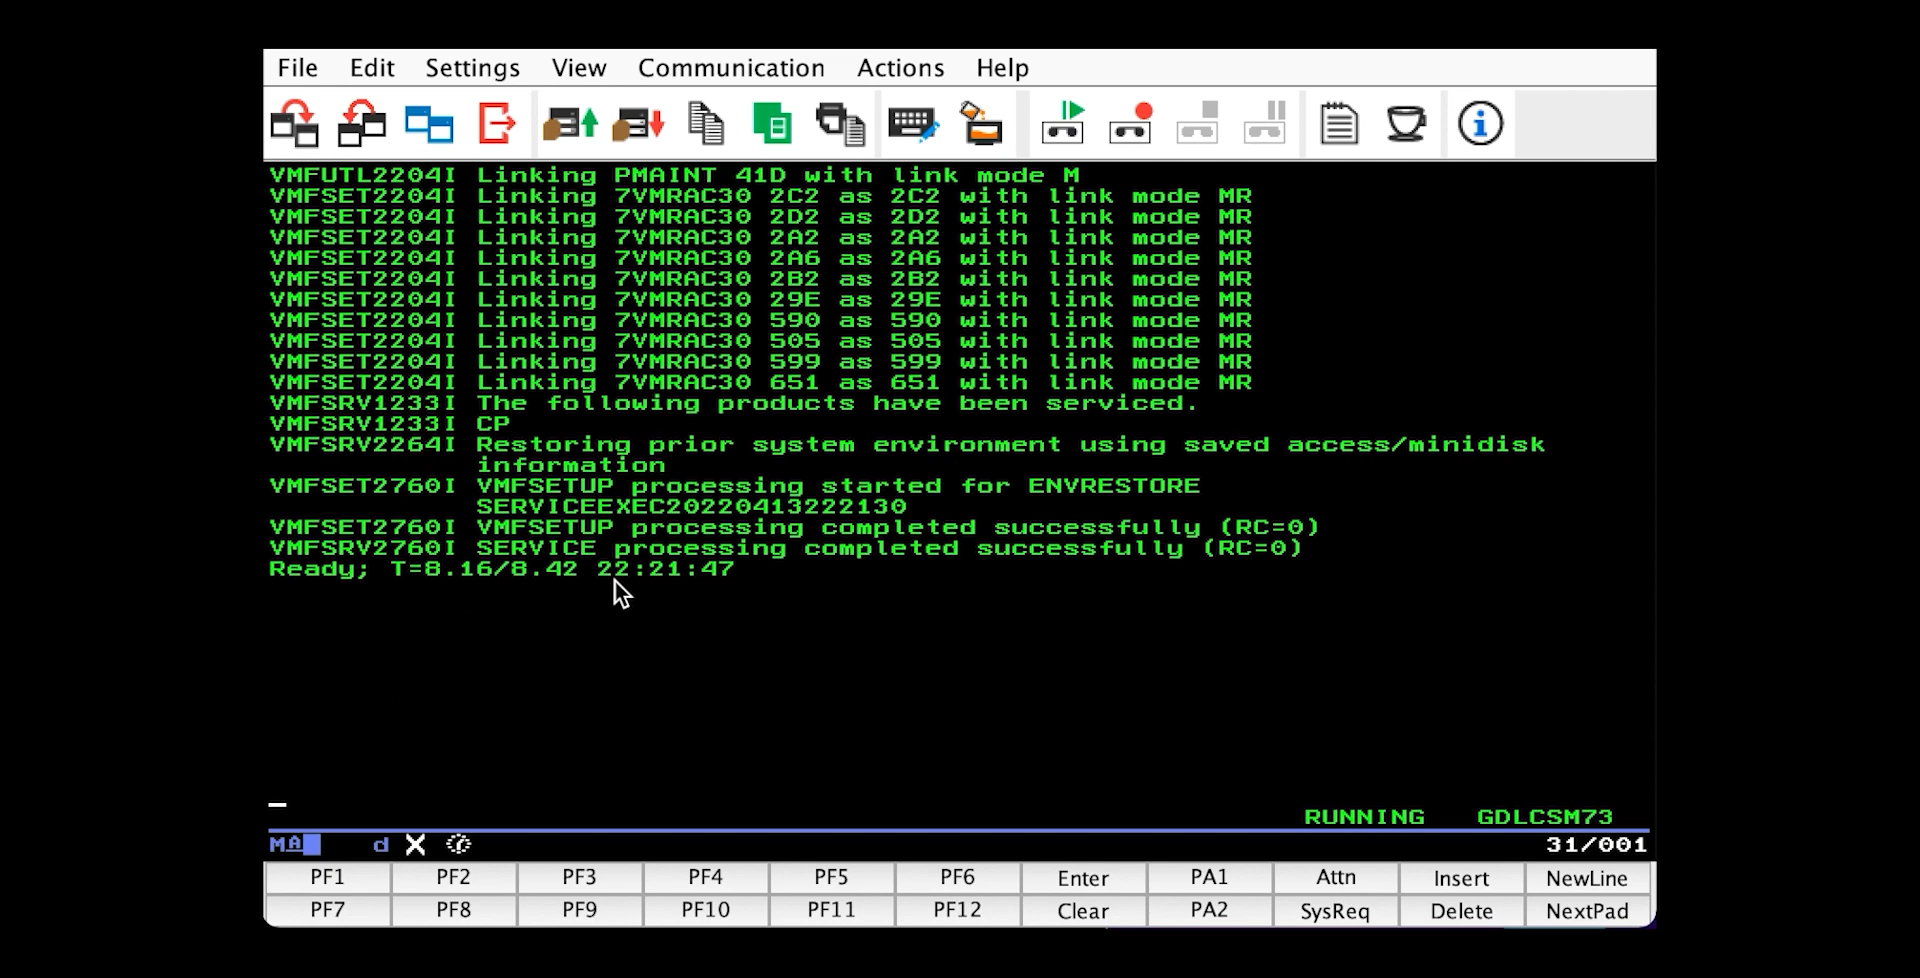 File Edit Settings View Communication Actions Help
VMFUTL2204I Linking PMAINT 41D with link mode M
VMFSET2204I Linking 7VMRAC30 2C2 as 2C2 with link mode MR
VMFSET2204I Linking 7VMRAC30 2D2 as 2D2 with link mode MR
VMFSET2204I Linking 7VMRAC30 2A2 as 2A2 with link mode MR
VMFSET2204I Linking 7VMRAC30 2A6 as 2A6 with link mode MR
VMFSET2204I Linking 7VMRAC30 2B2 as 2B2 with link mode MR
VMFSET2204I Linking 7VMRAC30 29E as 29E with link mode MR
VMFSET2204I Linking 7VMRAC30 590 as 590 with link mode MR
VMFSET2204I Linking 7VMRAC30 505 as 505 with link mode MR
VMFSET2204I Linking 7VMRAC30 599 as 599 with link mode MR
VMFSET2204I Linking 7VMRAC30 651 as 651 with link mode MR
VMFSRV1233I The following products have been serviced.
VMFSRV1233I CP
VMFSRV2264I Restoring prior system environment using saved access/minidisk
information
VMFSET2760I VMFSETUP processing started for ENVRESTORE
SERVICEEXEC20220413222130
VMFSET2760I VMFSETUP processing completed successfully (RC=0)
VMFSRV2760I SERVICE processing completed successfully (RC=0)
Ready; T=8.16/8.42 22:21:47
RUNNING GDLCSM73
MA d X 31/001
PF1 PF2 PF3 PF4 PF5 PF6 Enter PA1 Attn Insert NewLine
PF7 PF8 PF9 PF10 PF11 PF12 Clear PA2 SysReq Delete NextPad